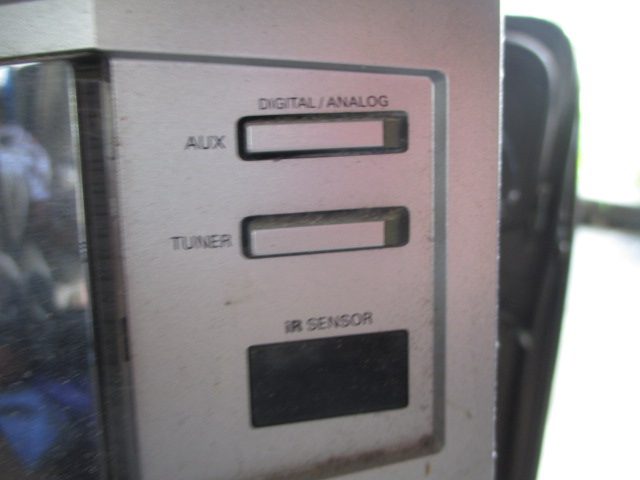 DIGITAL / ANALOG
AUX
TUNER
IR SENSOR